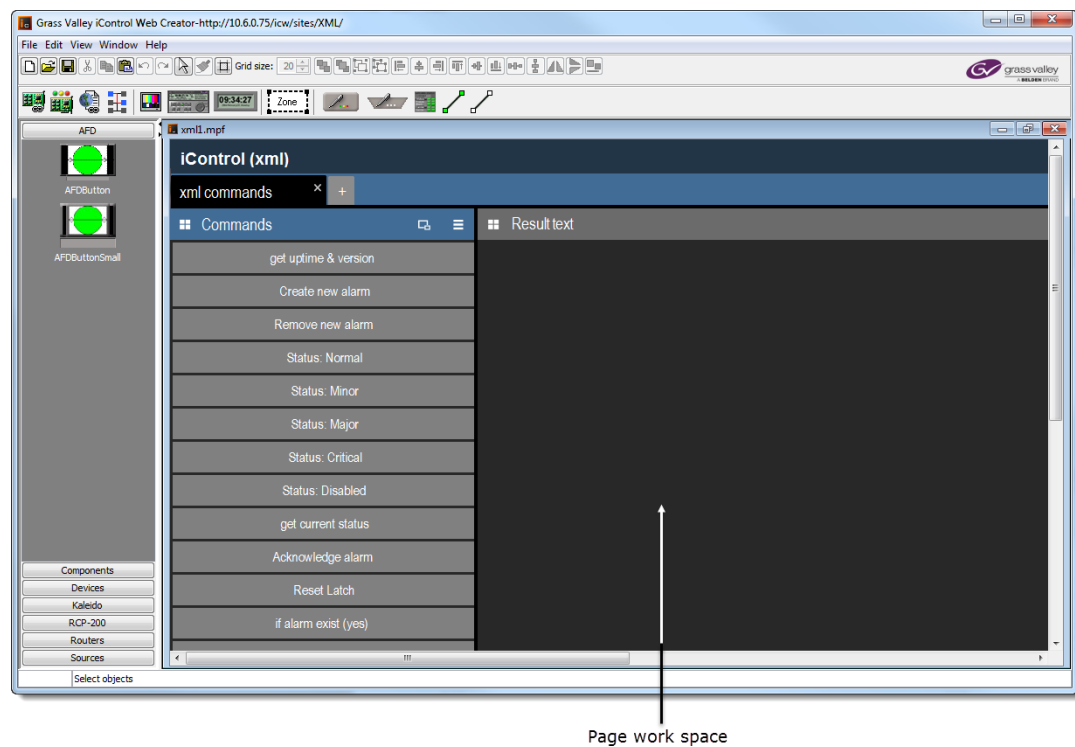 Grass Valley iControl Web Creator-http://10.6.0.75/icw/sites/XML/
File Edit View Window Help
Grid size: 20
grassvalley
A BELDEN BRAND
09:34:27
Zone
AFD
xml1.mpf
AFDButton
AFDButtonSmall
Components
Devices
Kaleido
RCP-200
Routers
Sources
iControl (xml)
xml commands × +
Commands
Result text
get uptime & version
Create new alarm
Remove new alarm
Status: Normal
Status: Minor
Status: Major
Status: Critical
Status: Disabled
get current status
Acknowledge alarm
Reset Latch
if alarm exist (yes)
Select objects
Page work space